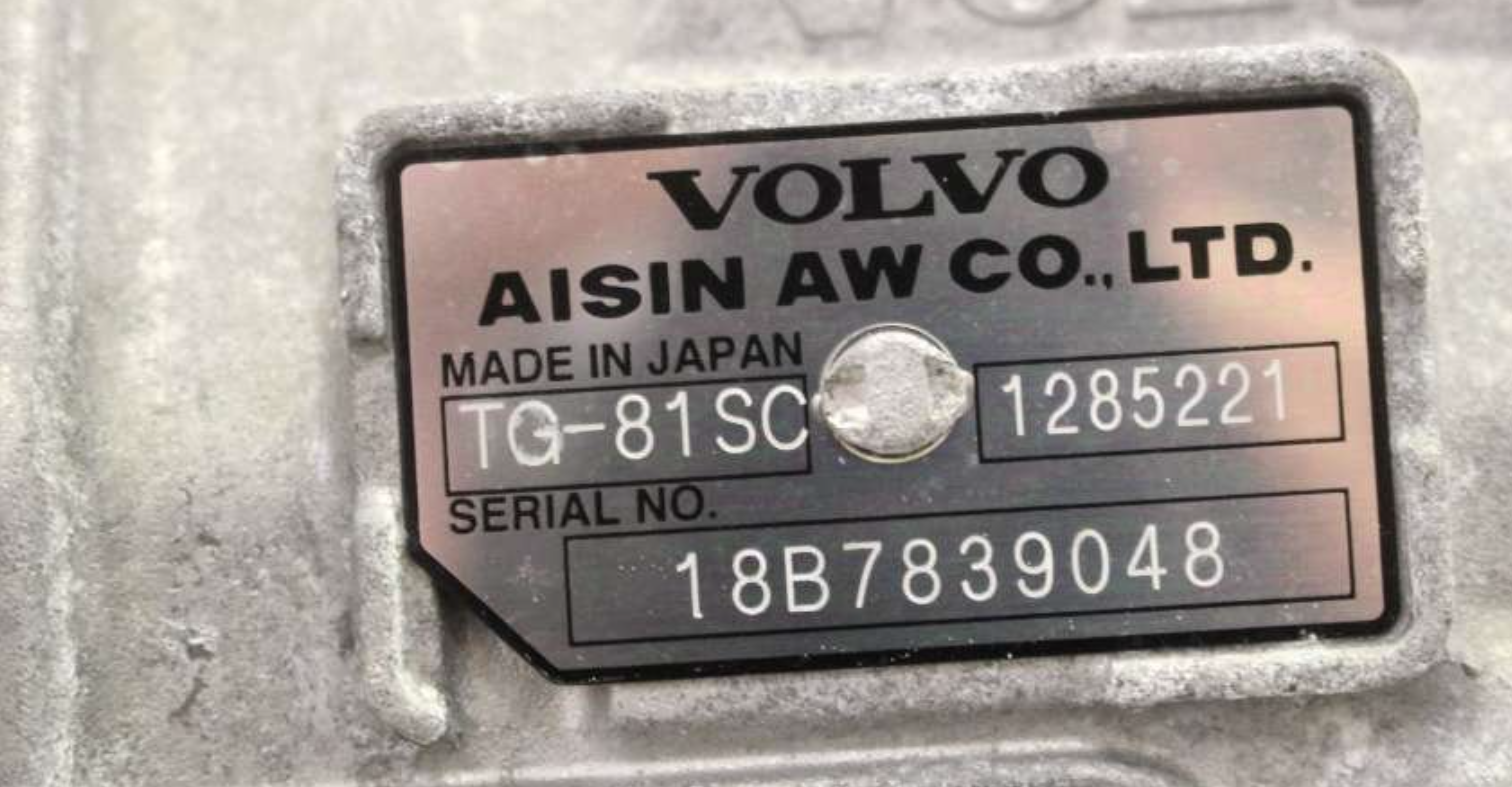 VOLVO
AISIN AW CO., LTD.
MADE IN JAPAN
TG-81SC 1285221
SERIAL NO.
18B7839048